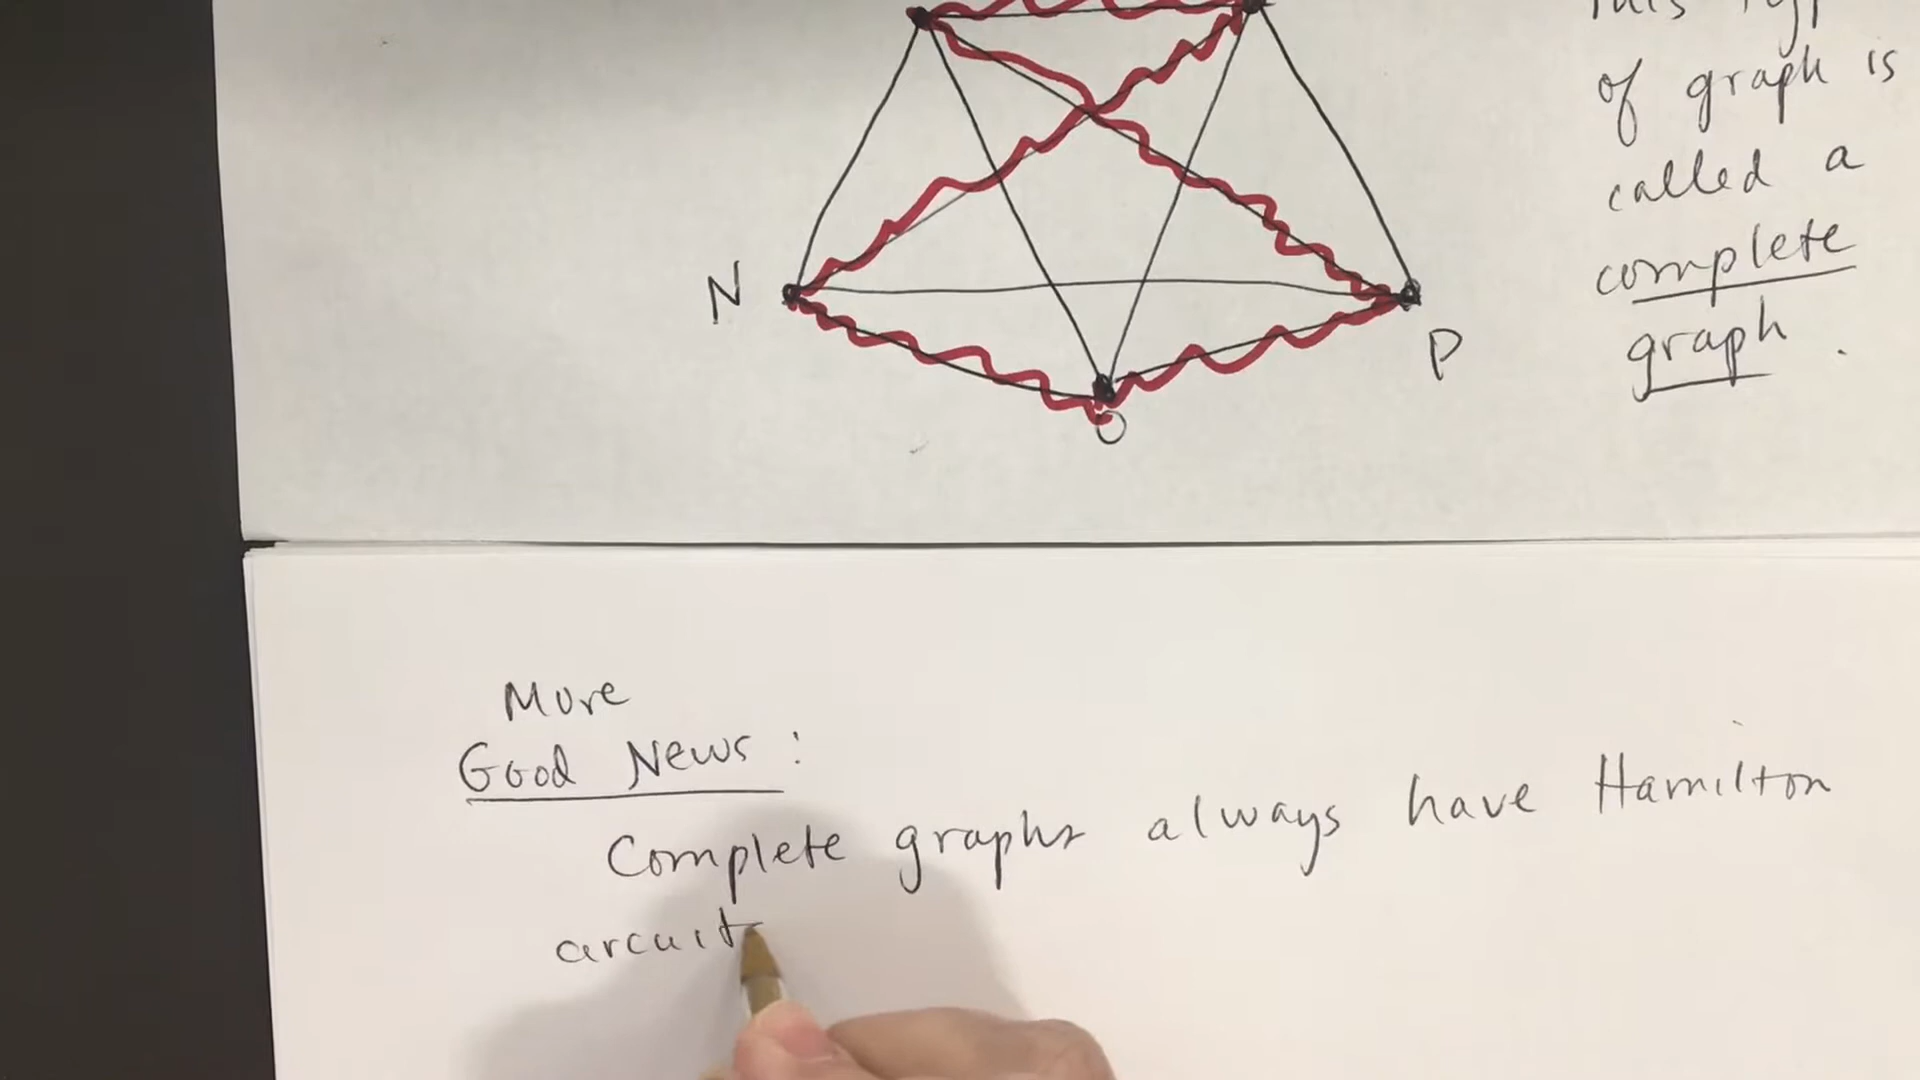 of graph is
called a
complete
graph.
N
P
O
More
Good News:
Complete graphs always have Hamilton
circuit